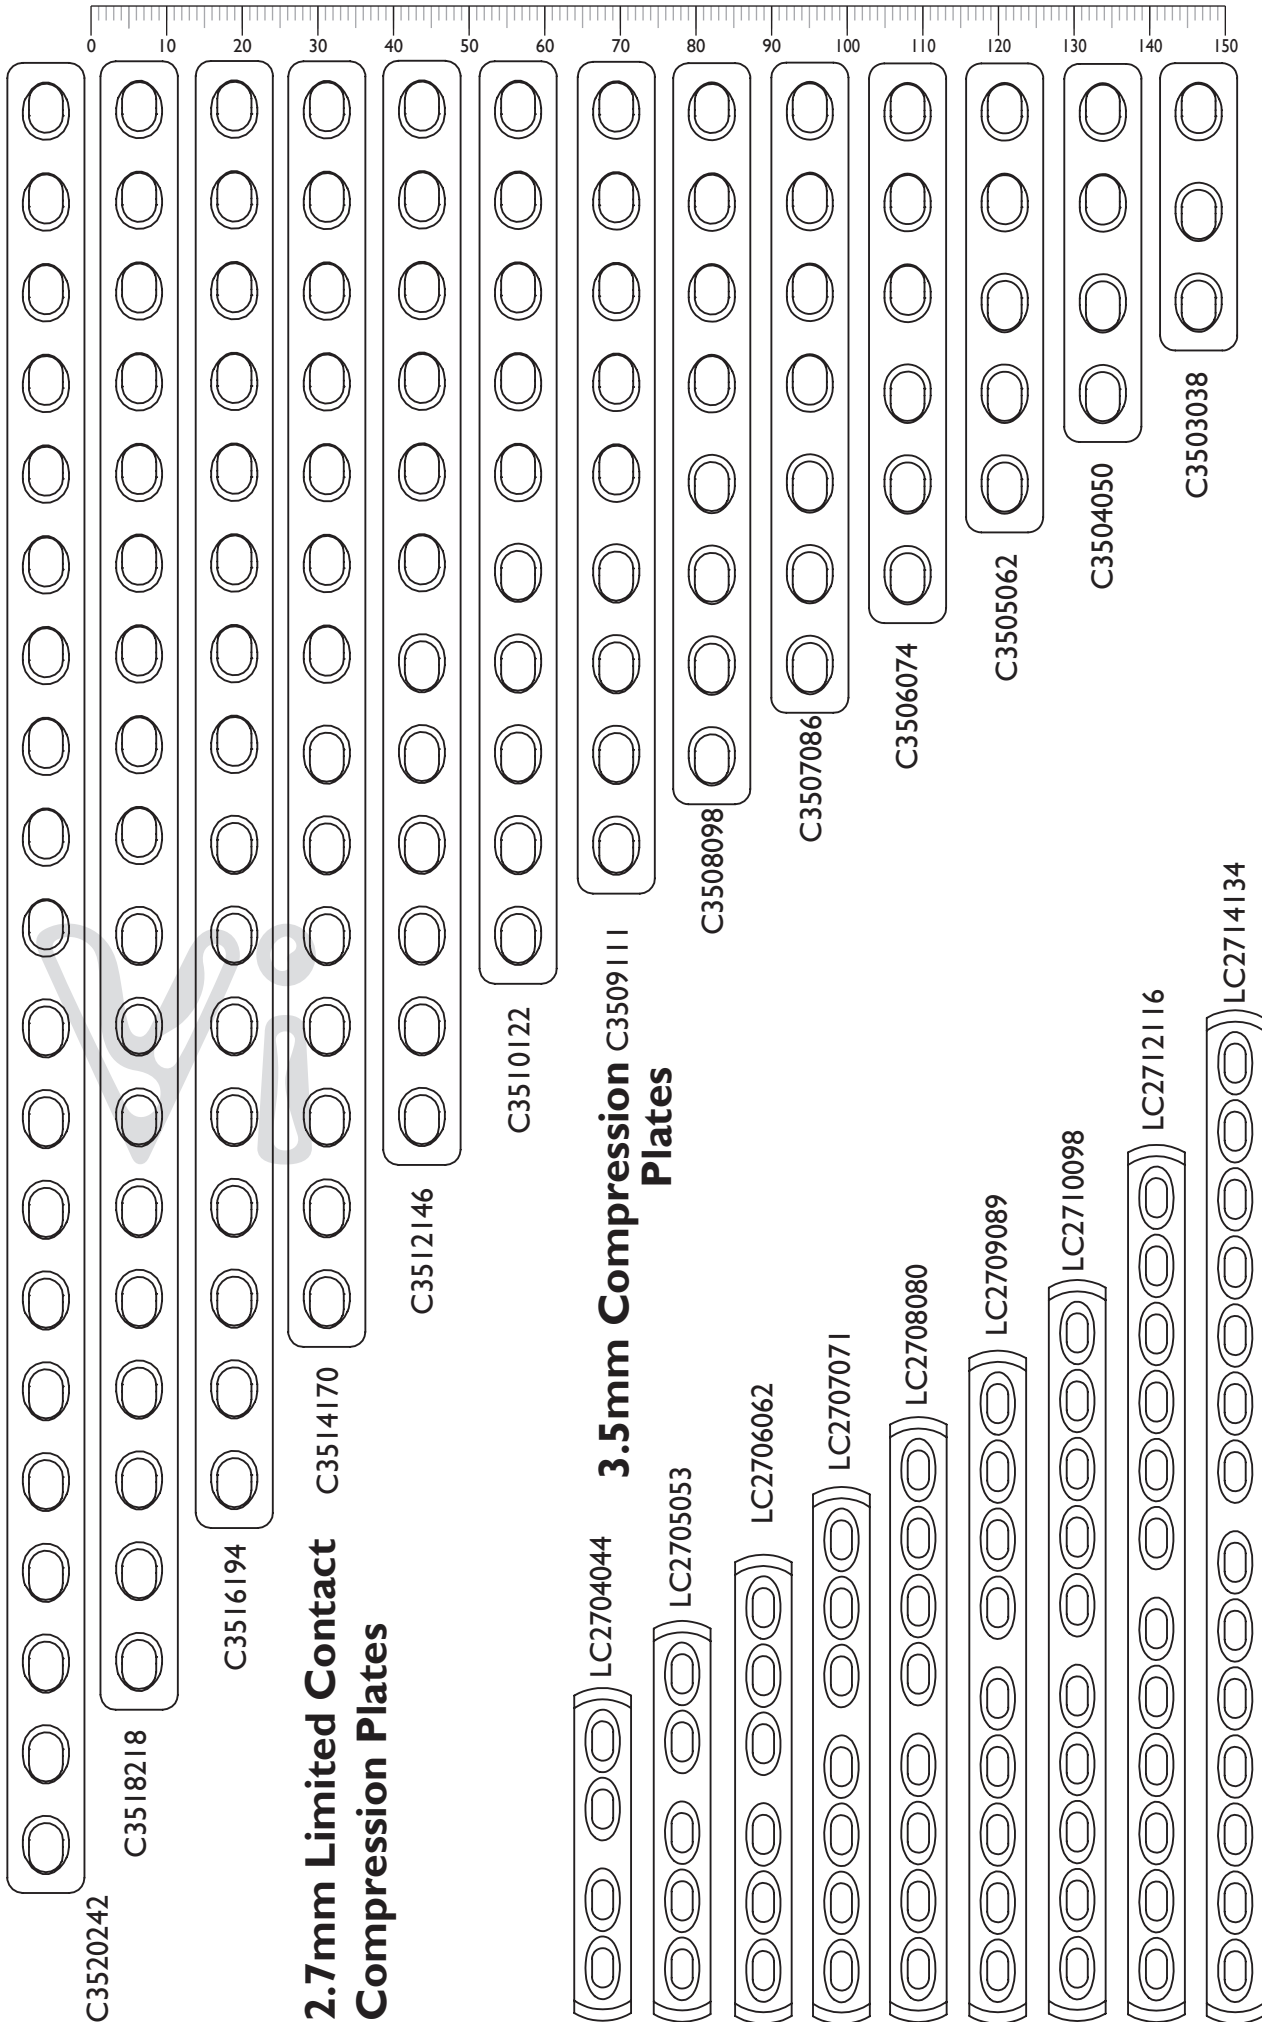 0 10 20 30 40 50 60 70 80 90 100 110 120 130 140 150
C3520242
C3518218
C3516194
C3514170
C3512146
C3510122
C3509111
C3508098
C3507086
C3506074
C3505062
C3504050
C3503038
3.5mm Compression
Plates
2.7mm Limited Contact
Compression Plates
LC2704044
LC2705053
LC2706062
LC2707071
LC2708080
LC2709089
LC2710098
LC2712116
LC2714134
Vi